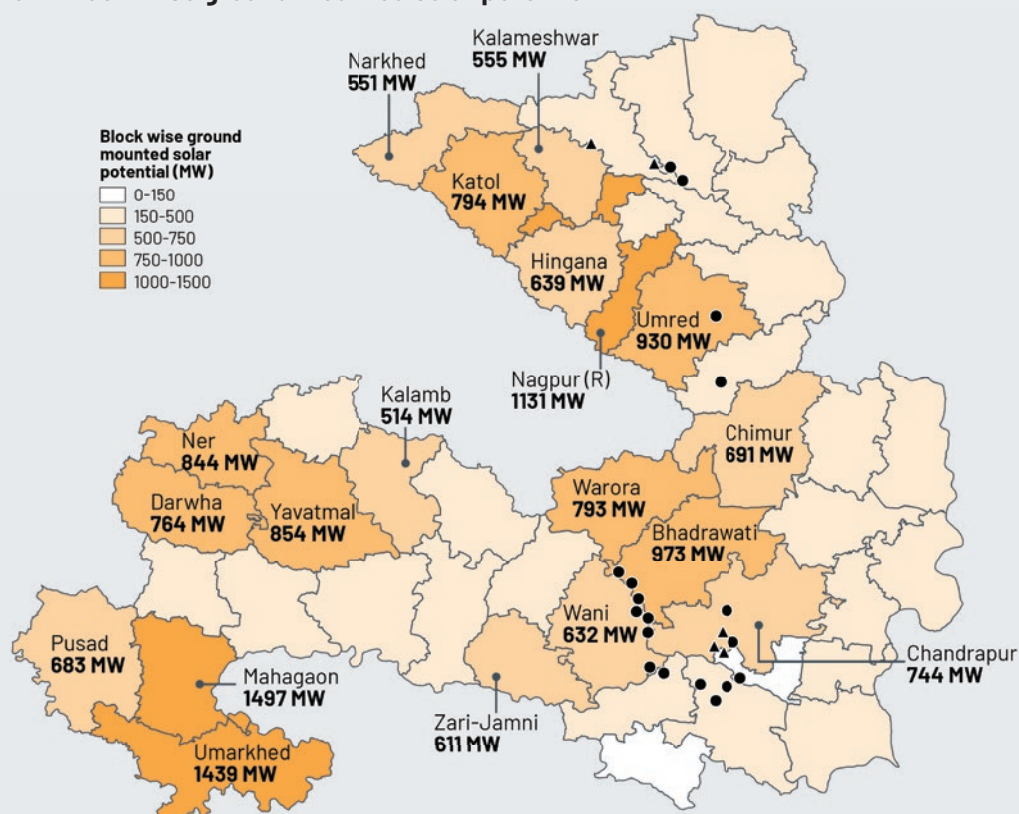 Kalameshwar
555 MW
Narkhed
551 MW
Block wise ground
mounted solar
potential (MW)
0-150
150-500
500-750
750-1000
1000-1500
Katol
794 MW
Hingana
639 MW
Umred
930 MW
Nagpur (R)
1131 MW
Kalamb
514 MW
Ner
844 MW
Darwha
764 MW
Yavatmal
854 MW
Chimur
691 MW
Warora
793 MW
Bhadrawati
973 MW
Wani
632 MW
Chandrapur
744 MW
Pusad
683 MW
Mahagaon
1497 MW
Zari-Jamni
611 MW
Umarkhed
1439 MW